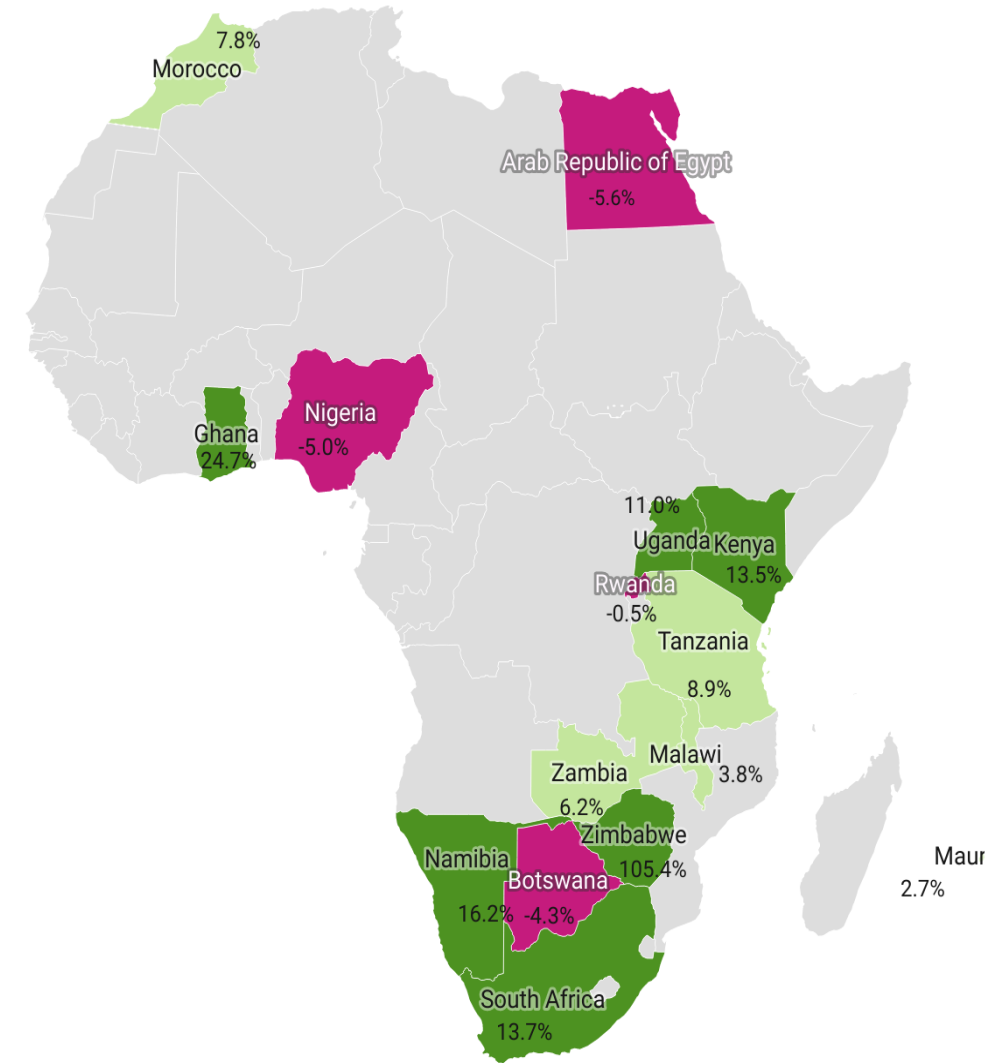 7.8%
Morocco
Arab Republic of Egypt
-5.6%
Nigeria
-5.0%
Ghana
24.7%
11.0%
Uganda
Kenya
13.5%
Rwanda
-0.5%
Tanzania
8.9%
Malawi
3.8%
Zambia
6.2%
Zimbabwe
105.4%
Namibia
16.2%
Botswana
-4.3%
Maur
2.7%
South Africa
13.7%